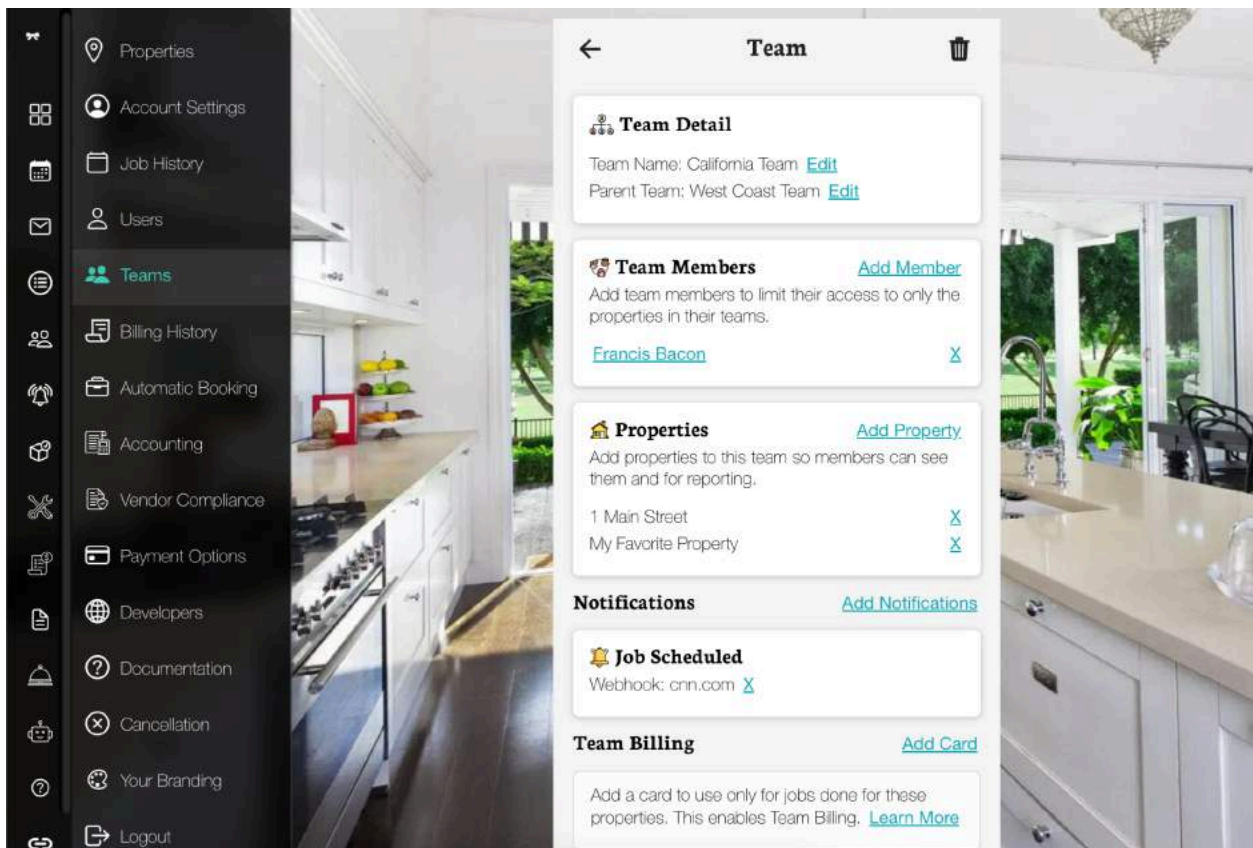 Properties
Account Settings
Job History
Users
Teams
Billing History
Automatic Booking
Accounting
Vendor Compliance
Payment Options
Developers
Documentation
Cancellation
Your Branding
Logout
Team
Team Detail
Team Name: California Team Edit
Parent Team: West Coast Team Edit
Team Members Add Member
Add team members to limit their access to only the
properties in their teams.
Francis Bacon X
Properties Add Property
Add properties to this team so members can see
them and for reporting.
1 Main Street X
My Favorite Property X
Notifications Add Notifications
Job Scheduled
Webhook: cnn.com X
Team Billing Add Card
Add a card to use only for jobs done for these
properties. This enables Team Billing. Learn More